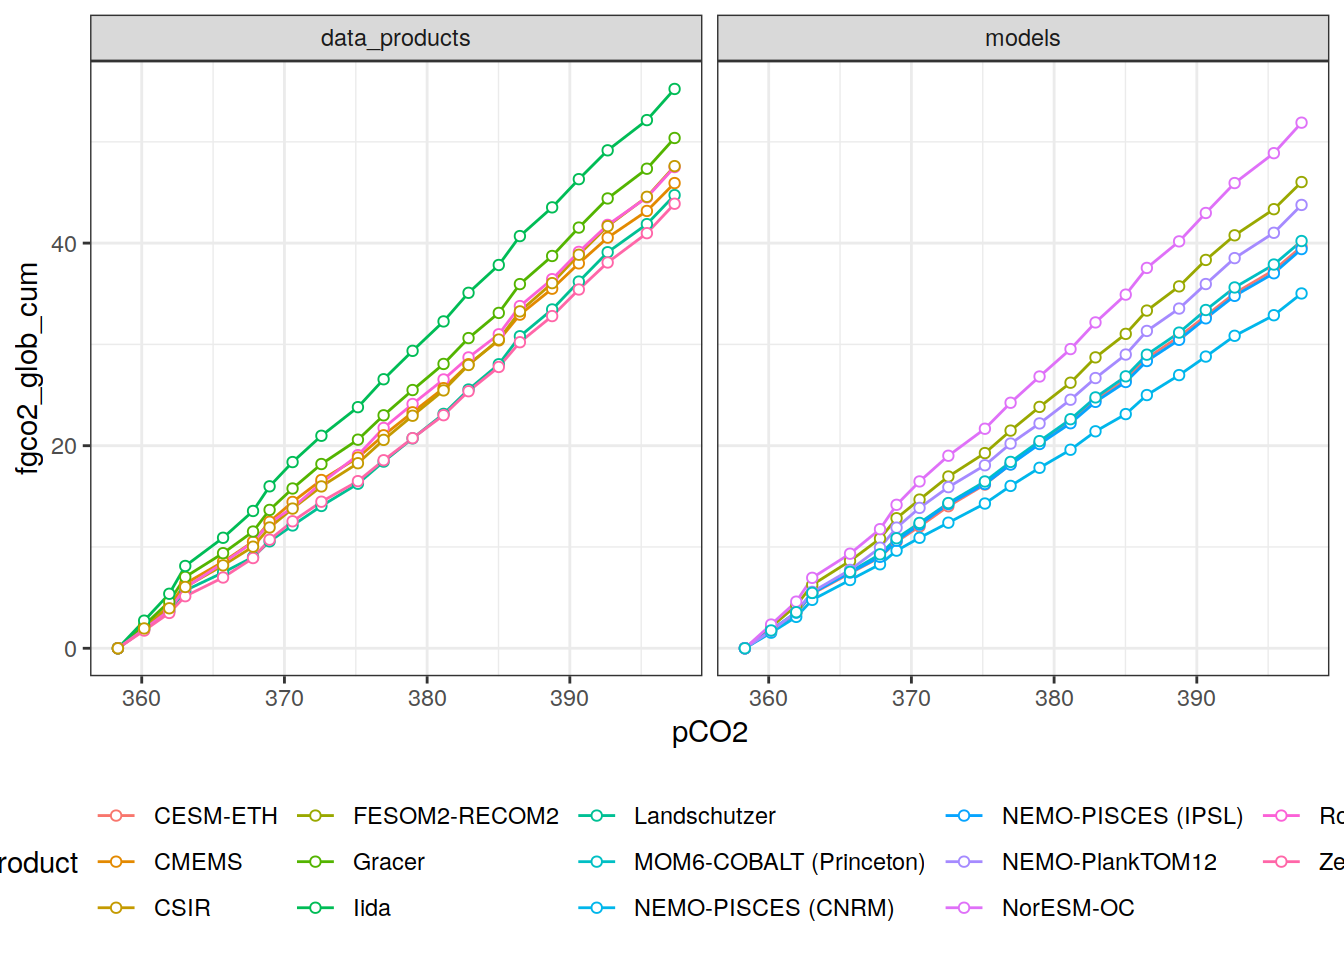 data_products models
fgco2_glob_cum
40
20
0
360 370 380 390 360 370 380 390
pCO2
roduct
CESM-ETH FESOM2-RECOM2 Landschutzer NEMO-PISCES (IPSL) Ro
CMEMS Gracer MOM6-COBALT (Princeton) NEMO-PlankTOM12 Ze
CSIR Iida NEMO-PISCES (CNRM) NorESM-OC